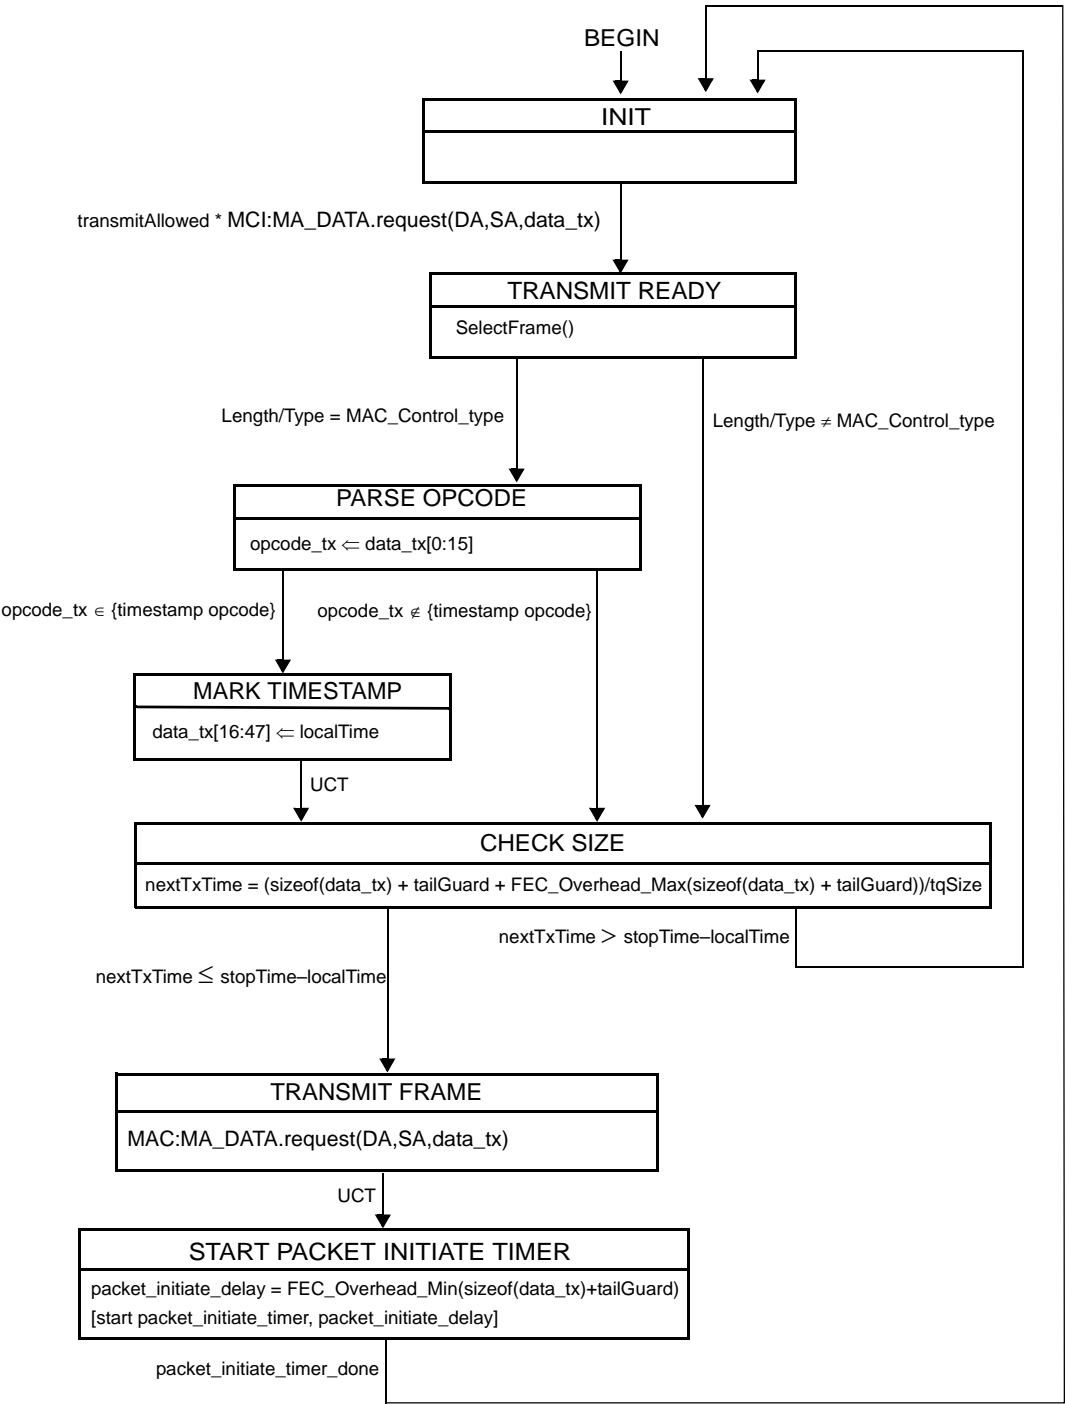 BEGIN
INIT
transmitAllowed * MCI:MA_DATA.request(DA,SA,data_tx)
TRANSMIT READY
SelectFrame()
Length/Type = MAC_Control_type
Length/Type ≠ MAC_Control_type
PARSE OPCODE
opcode_tx ⇐ data_tx[0:15]
opcode_tx ∈ {timestamp opcode}
opcode_tx ∉ {timestamp opcode}
MARK TIMESTAMP
data_tx[16:47] ⇐ localTime
UCT
CHECK SIZE
nextTxTime = (sizeof(data_tx) + tailGuard + FEC_Overhead_Max(sizeof(data_tx) + tailGuard))/tqSize
nextTxTime > stopTime–localTime
nextTxTime ≤ stopTime–localTime
TRANSMIT FRAME
MAC:MA_DATA.request(DA,SA,data_tx)
UCT
START PACKET INITIATE TIMER
packet_initiate_delay = FEC_Overhead_Min(sizeof(data_tx)+tailGuard)
[start packet_initiate_timer, packet_initiate_delay]
packet_initiate_timer_done